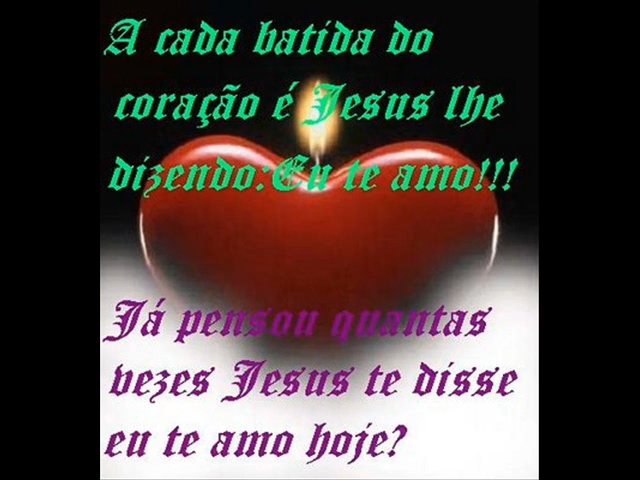 A cada batida do
coração é Jesus lhe
dizendo:Eu te amo!!!
Já pensou quantas
vezes Jesus te disse
eu te amo hoje?